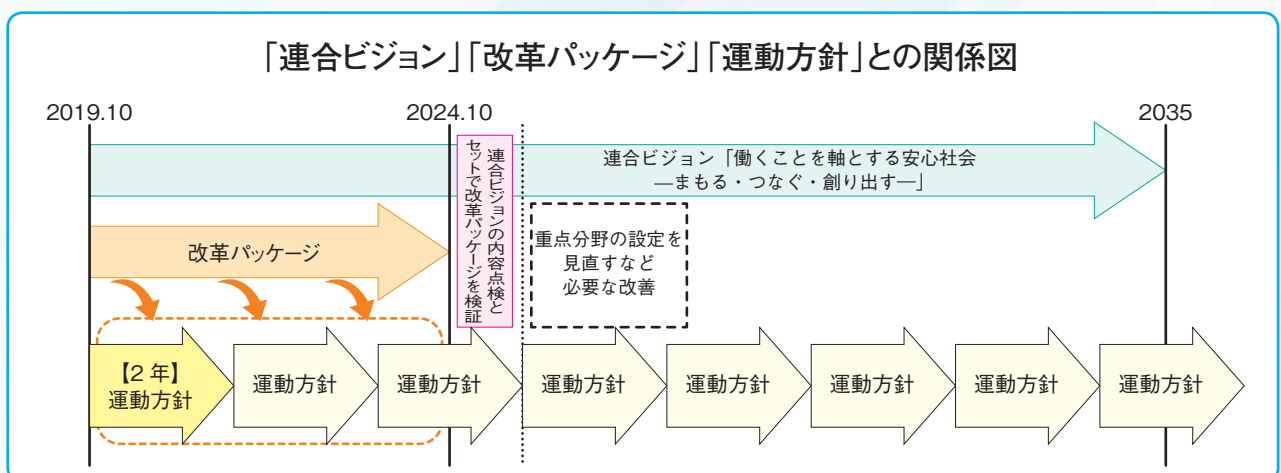 「連合ビジョン」「改革パッケージ」「運動方針」との関係図
2019.10
2024.10
2035
連合ビジョン「働くことを軸とする安心社会
―まもる・つなぐ・創り出す―」
連合ビジョンの内容点検と
セットで改革パッケージを検証
改革パッケージ
重点分野の設定を
見直すなど
必要な改善
【2 年】
運動方針
運動方針
運動方針
運動方針
運動方針
運動方針
運動方針
運動方針